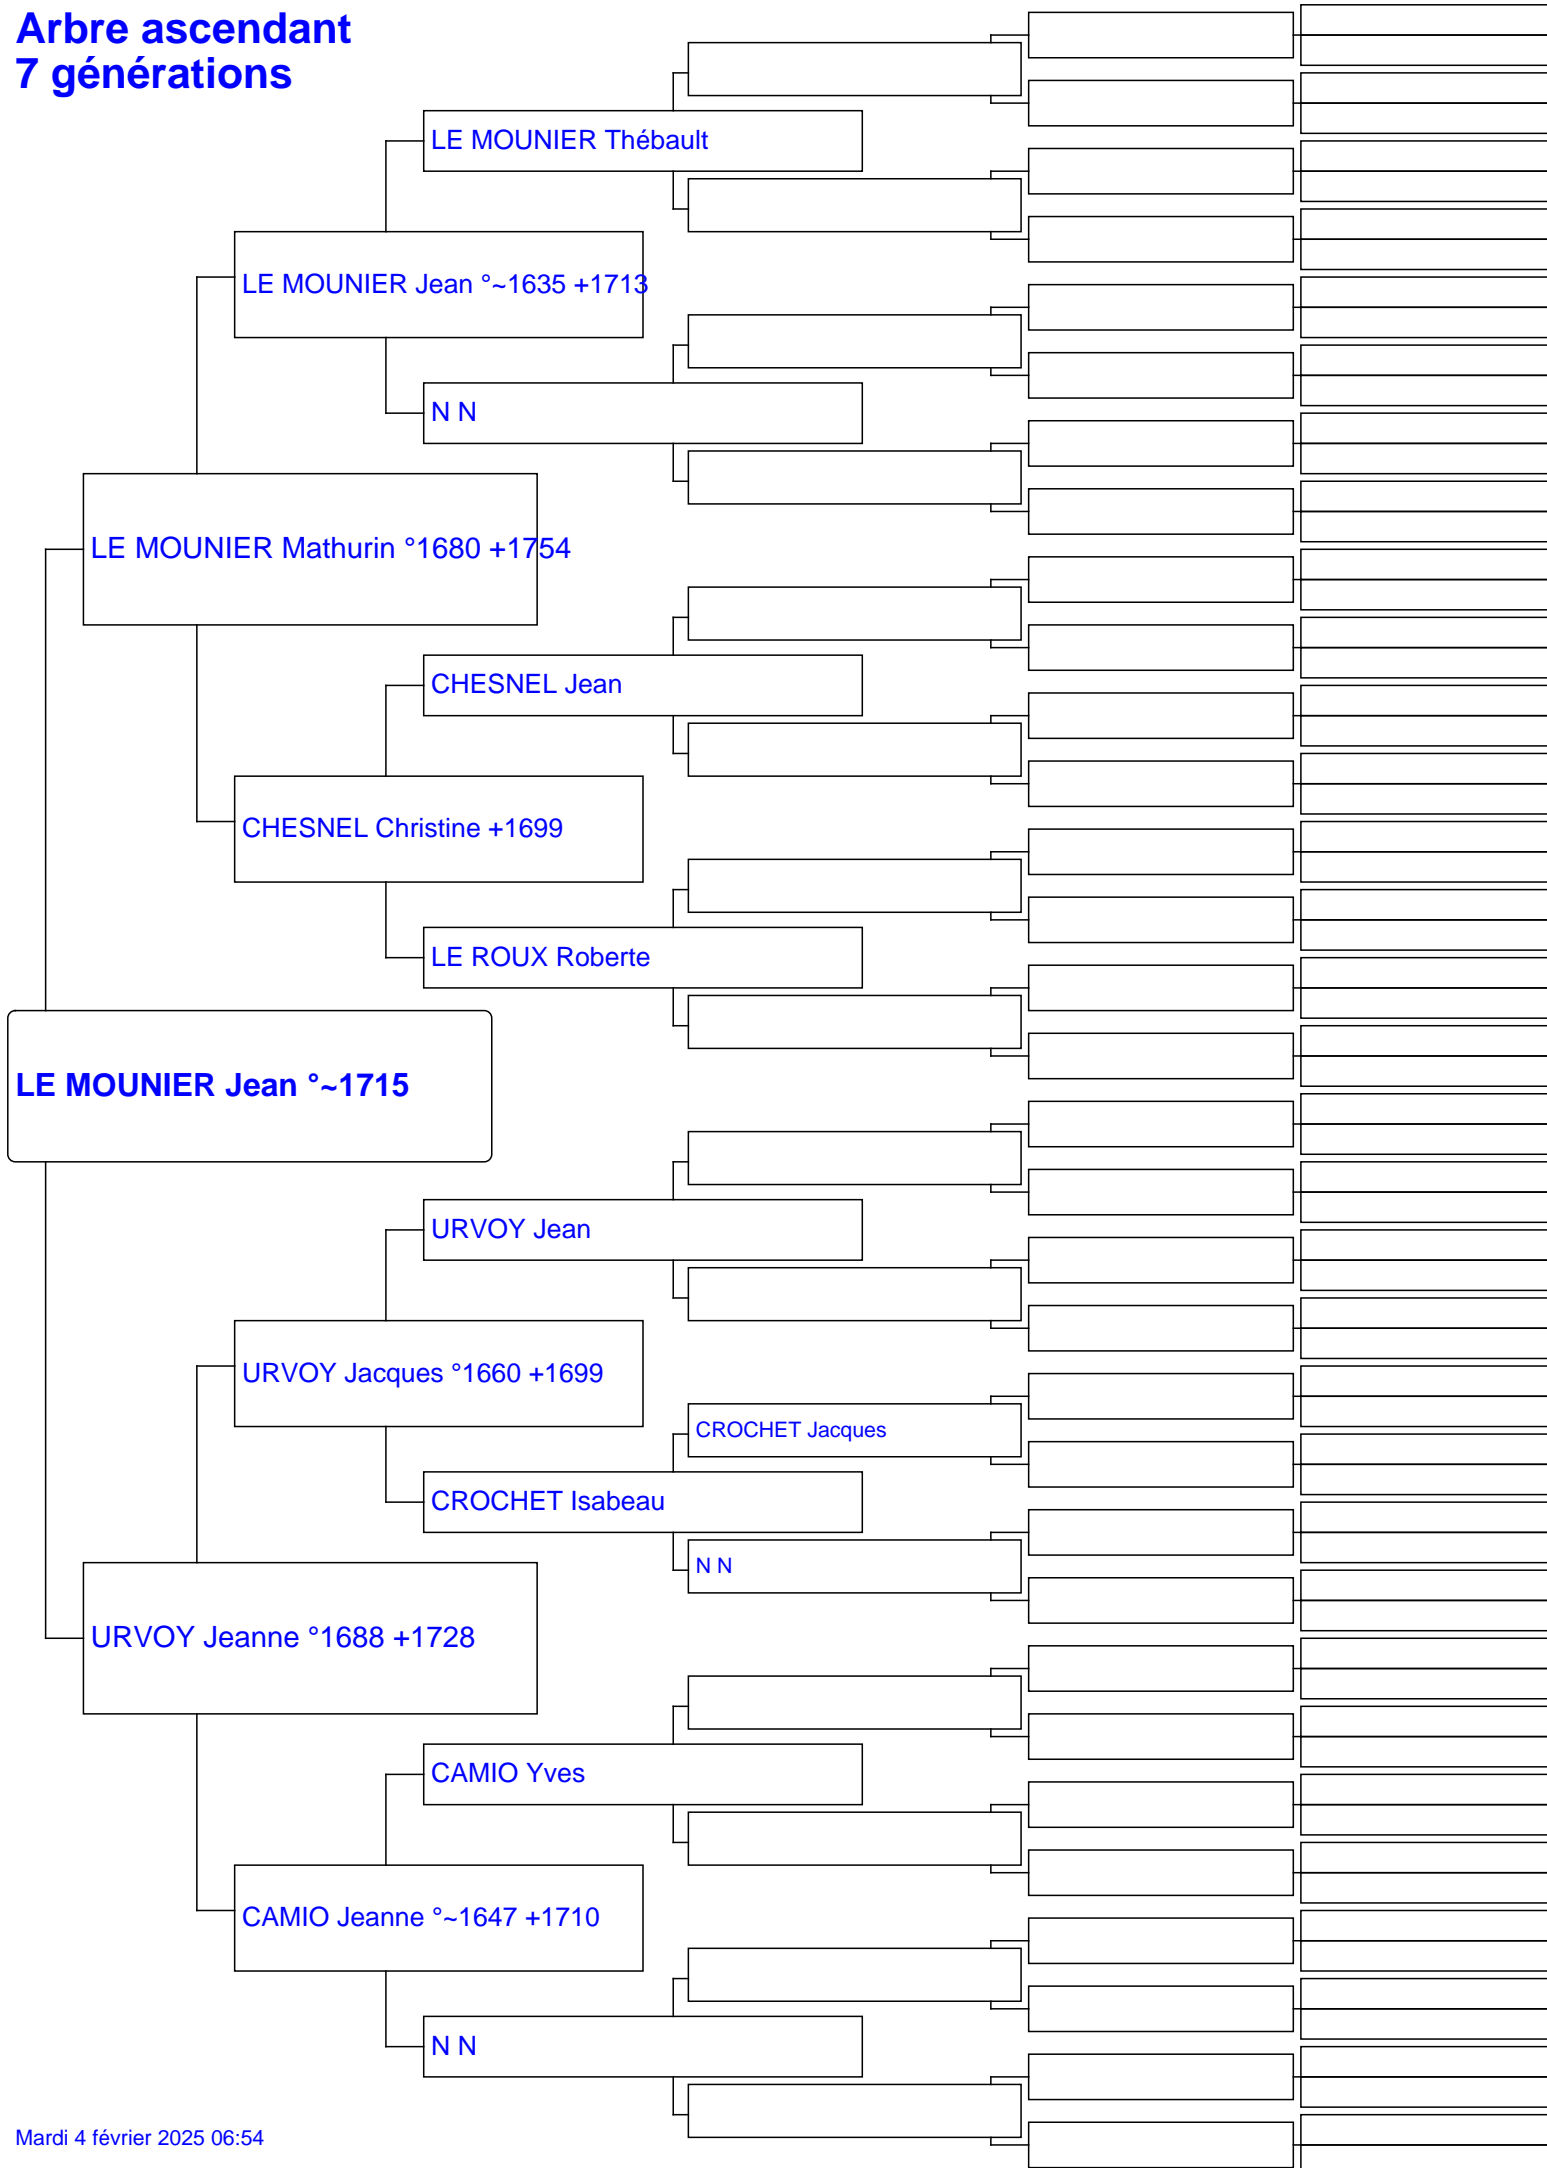 Arbre ascendant
7 générations
LE MOUNIER Thébault
LE MOUNIER Jean °~1635 +1713
N N
LE MOUNIER Mathurin °1680 +1754
CHESNEL Jean
CHESNEL Christine +1699
LE ROUX Roberte
LE MOUNIER Jean °~1715
URVOY Jean
URVOY Jacques °1660 +1699
CROCHET Jacques
CROCHET Isabeau
N N
URVOY Jeanne °1688 +1728
CAMIO Yves
CAMIO Jeanne °~1647 +1710
N N
Mardi 4 février 2025 06:54